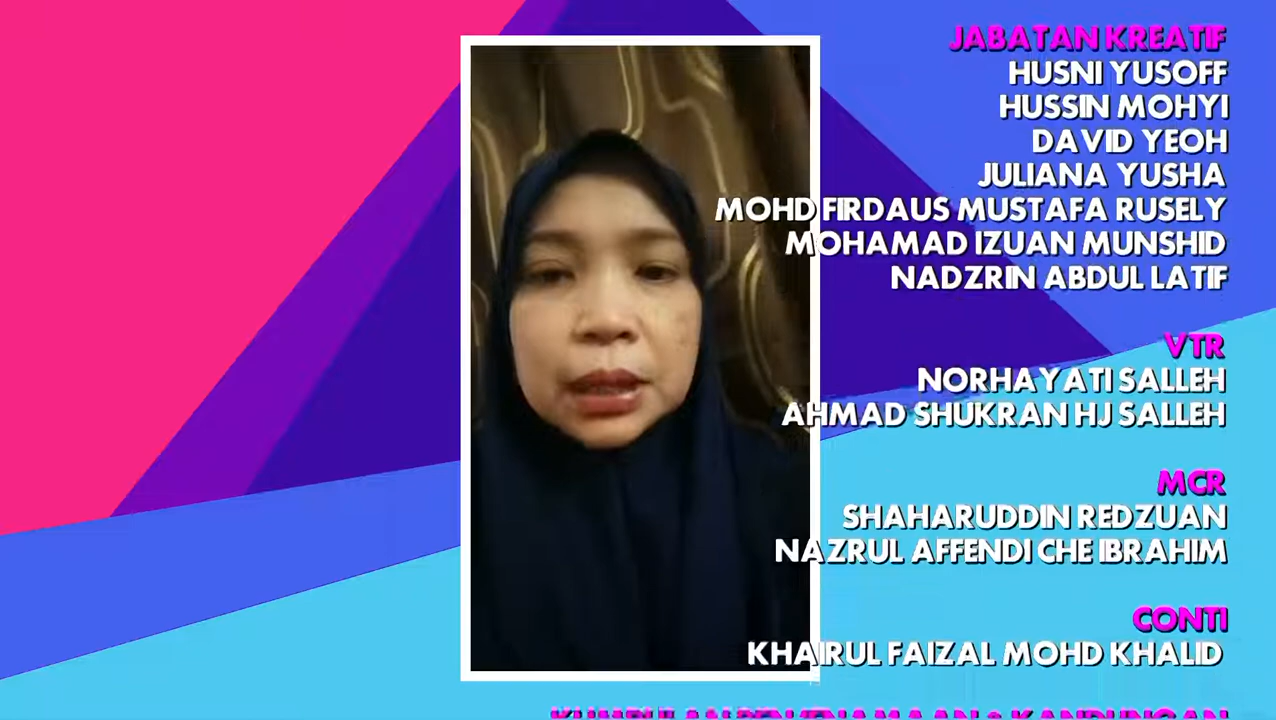 JABATAN KREATIF
HUSNI YUSOFF
HUSSIN MOHYI
DAVID YEOH
JULIANA YUSHA
MOHD FIRDAUS MUSTAFA RUSELY
MOHAMAD IZUAN MUNSHID
NADZRIN ABDUL LATIF
VTR
NORHAYATI SALLEH
AHMAD SHUKRAN HJ SALLEH
MCR
SHAHARUDDIN REDZUAN
NAZRUL AFFENDI CHE IBRAHIM
CONTI
KHAIRUL FAIZAL MOHD KHALID